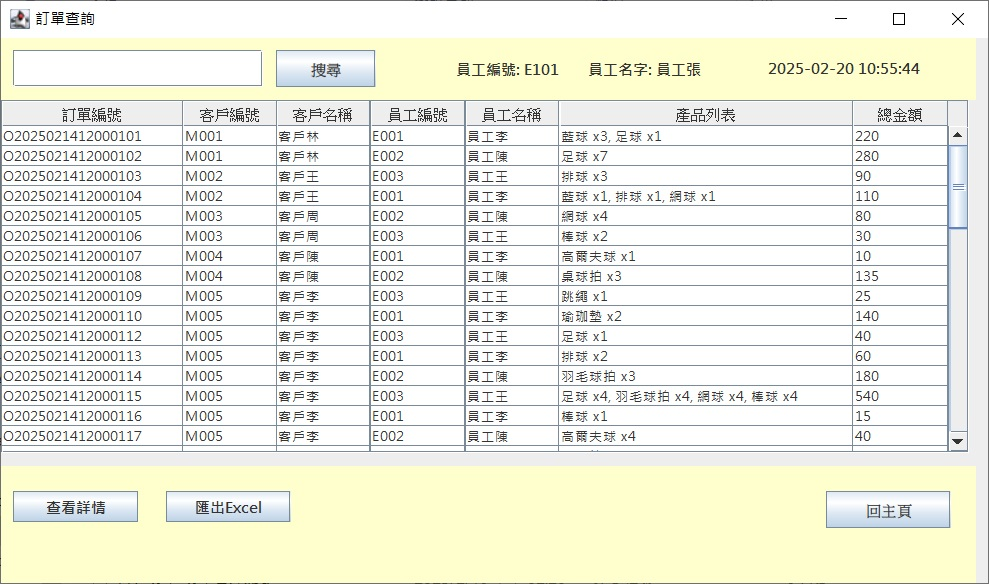 訂單查詢
搜尋 員工編號: E101 員工名字: 員工張 2025-02-20 10:55:44
訂單編號 客戶編號 客戶名稱 員工編號 員工名稱 產品列表 總金額
O2025021412000101 M001 客戶林 E001 員工李 藍球 x3, 足球 x1 220
O2025021412000102 M001 客戶林 E002 員工陳 足球 x7 280
O2025021412000103 M002 客戶王 E003 員工王 排球 x3 90
O2025021412000104 M002 客戶王 E001 員工李 藍球 x1, 排球 x1, 網球 x1 110
O2025021412000105 M003 客戶周 E002 員工陳 網球 x4 80
O2025021412000106 M003 客戶周 E003 員工王 棒球 x2 30
O2025021412000107 M004 客戶陳 E001 員工李 高爾夫球 x1 10
O2025021412000108 M004 客戶陳 E002 員工陳 桌球拍 x3 135
O2025021412000109 M005 客戶李 E003 員工王 跳繩 x1 25
O2025021412000110 M005 客戶李 E001 員工李 瑜珈墊 x2 140
O2025021412000112 M005 客戶李 E003 員工王 足球 x1 40
O2025021412000113 M005 客戶李 E001 員工李 排球 x2 60
O2025021412000114 M005 客戶李 E002 員工陳 羽毛球拍 x3 180
O2025021412000115 M005 客戶李 E003 員工王 足球 x4, 羽毛球拍 x4, 網球 x4, 棒球 x4 540
O2025021412000116 M005 客戶李 E001 員工李 棒球 x1 15
O2025021412000117 M005 客戶李 E002 員工陳 高爾夫球 x4 40
查看詳情 匯出Excel 回主頁